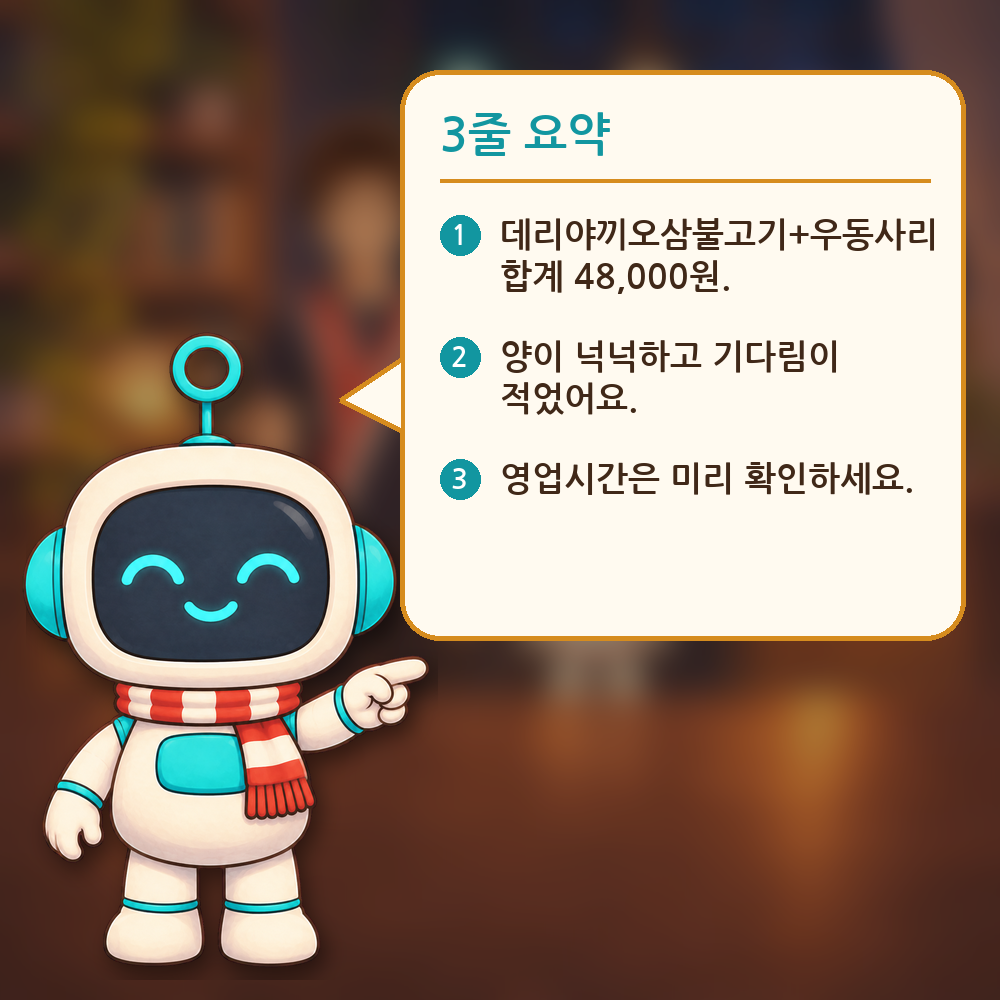 3줄 요약
1 데리야끼오삼불고기+우동사리
합계 48,000원.
2 양이 넉넉하고 기다림이
적었어요.
3 영업시간은 미리 확인하세요.